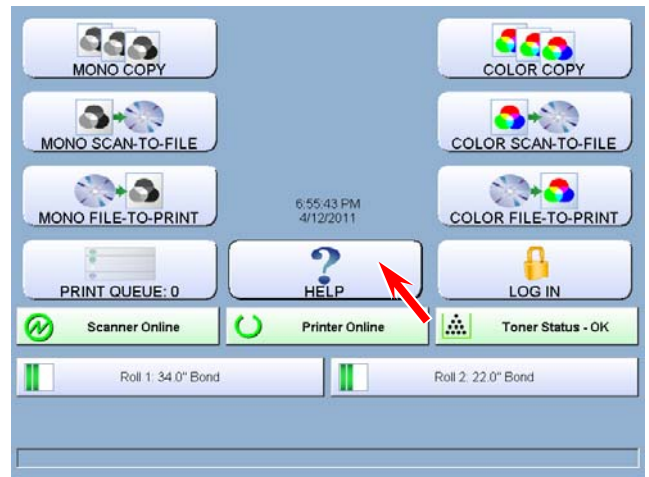 MONO COPY
COLOR COPY
MONO SCAN-TO-FILE
COLOR SCAN-TO-FILE
MONO FILE-TO-PRINT
6:55:43 PM
4/12/2011
COLOR FILE-TO-PRINT
PRINT QUEUE: 0
HELP
LOG IN
Scanner Online
Printer Online
Toner Status - OK
Roll 1: 34.0" Bond
Roll 2: 22.0" Bond